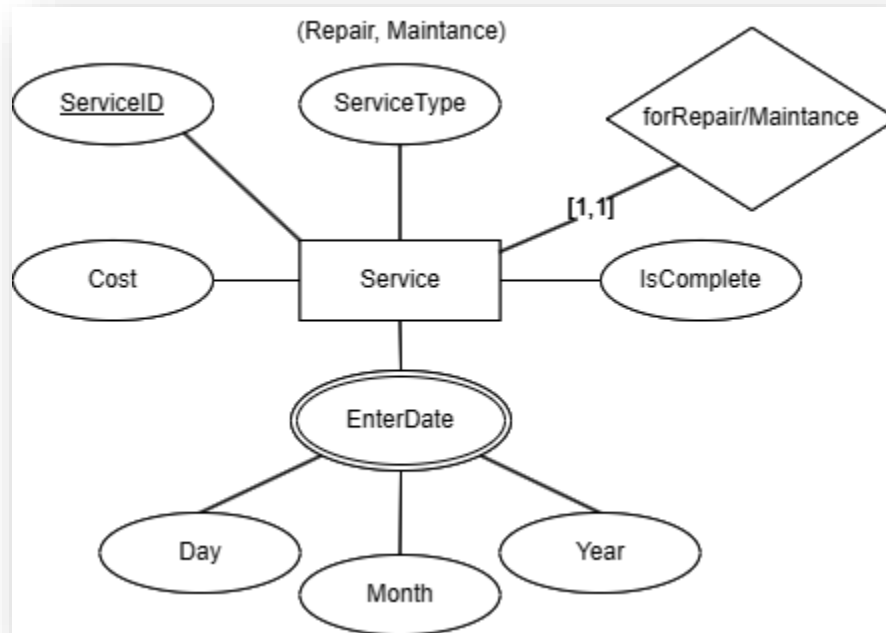 (Repair, Maintance)
ServiceID
ServiceType
forRepair/Maintance
[1,1]
Cost
Service
IsComplete
EnterDate
Day
Month
Year